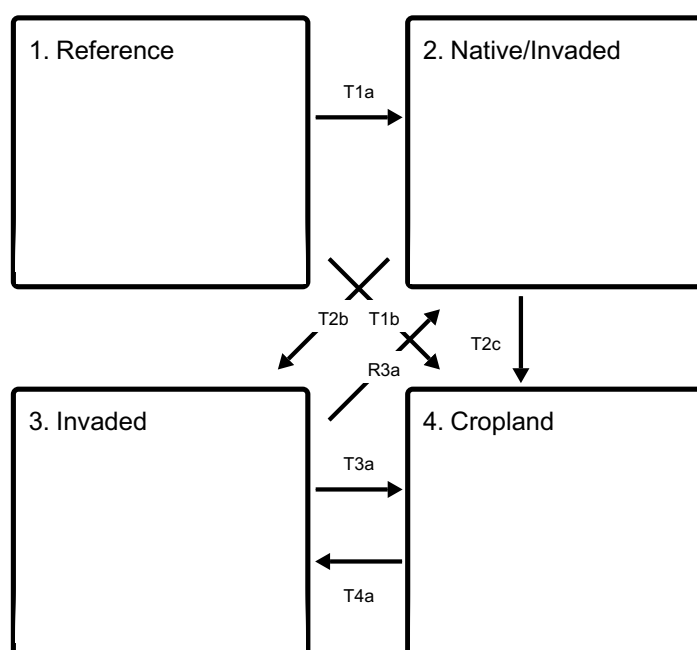 1. Reference
2. Native/Invaded
T1a
T2b
T1b
T2c
R3a
3. Invaded
4. Cropland
T3a
T4a